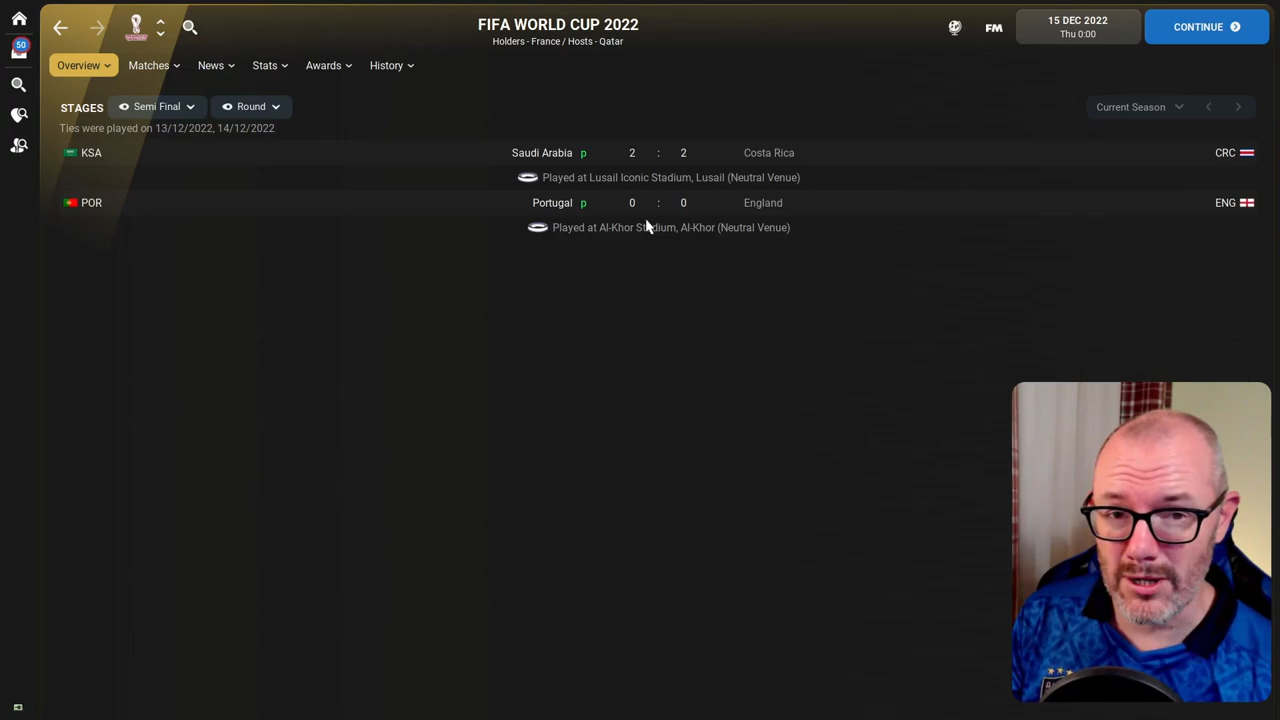 FIFA WORLD CUP 2022
Holders - France / Hosts - Qatar
FM
15 DEC 2022
Thu 0:00
CONTINUE
50
Overview
Matches
News
Stats
Awards
History
STAGES
Semi Final
Round
Current Season
Ties were played on 13/12/2022, 14/12/2022
KSA Saudi Arabia p 2 : 2 Costa Rica CRC
Played at Lusail Iconic Stadium, Lusail (Neutral Venue)
POR Portugal p 0 : 0 England ENG
Played at Al-Khor Stadium, Al-Khor (Neutral Venue)